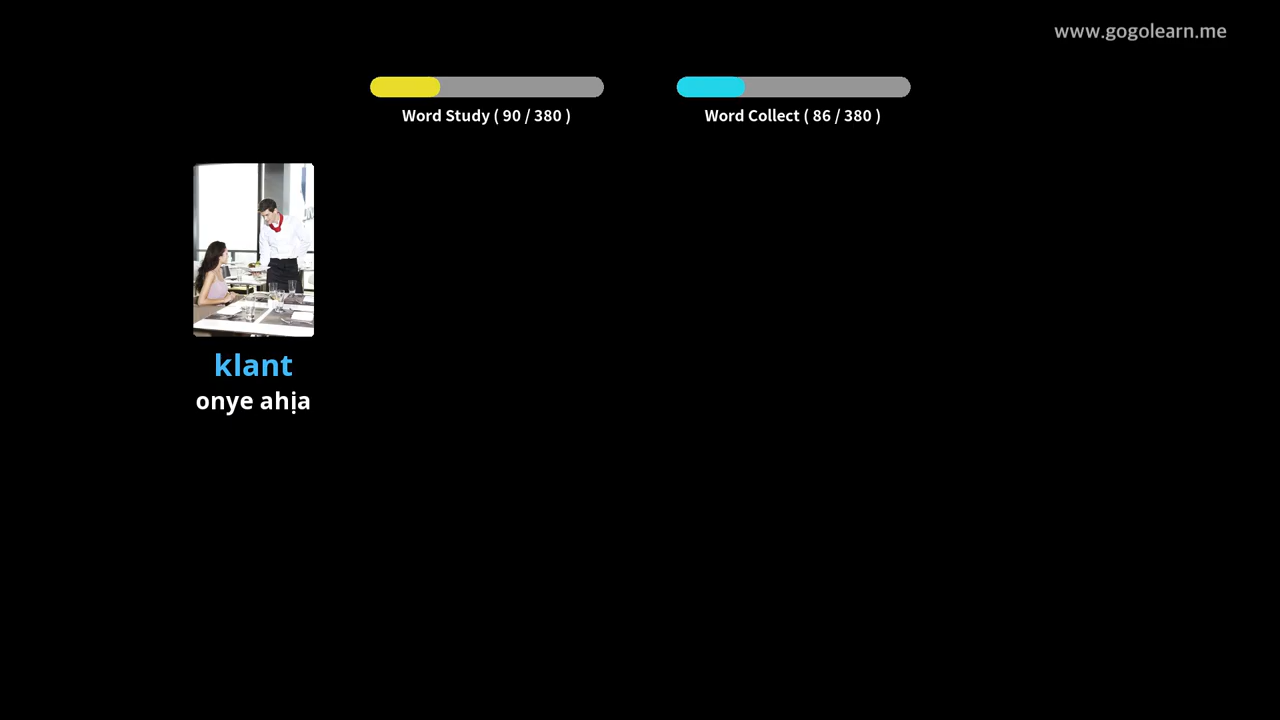 www.gogolearn.me
Word Study ( 90 / 380 )
Word Collect ( 86 / 380 )
klant
onye ahịa